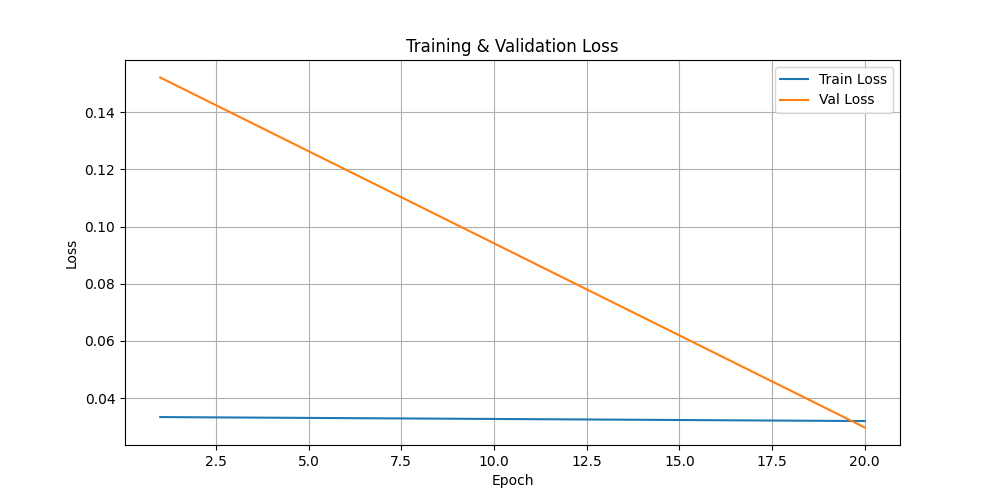 Training & Validation Loss
Train Loss
Val Loss
Loss
0.14
0.12
0.10
0.08
0.06
0.04
2.5 5.0 7.5 10.0 12.5 15.0 17.5 20.0
Epoch